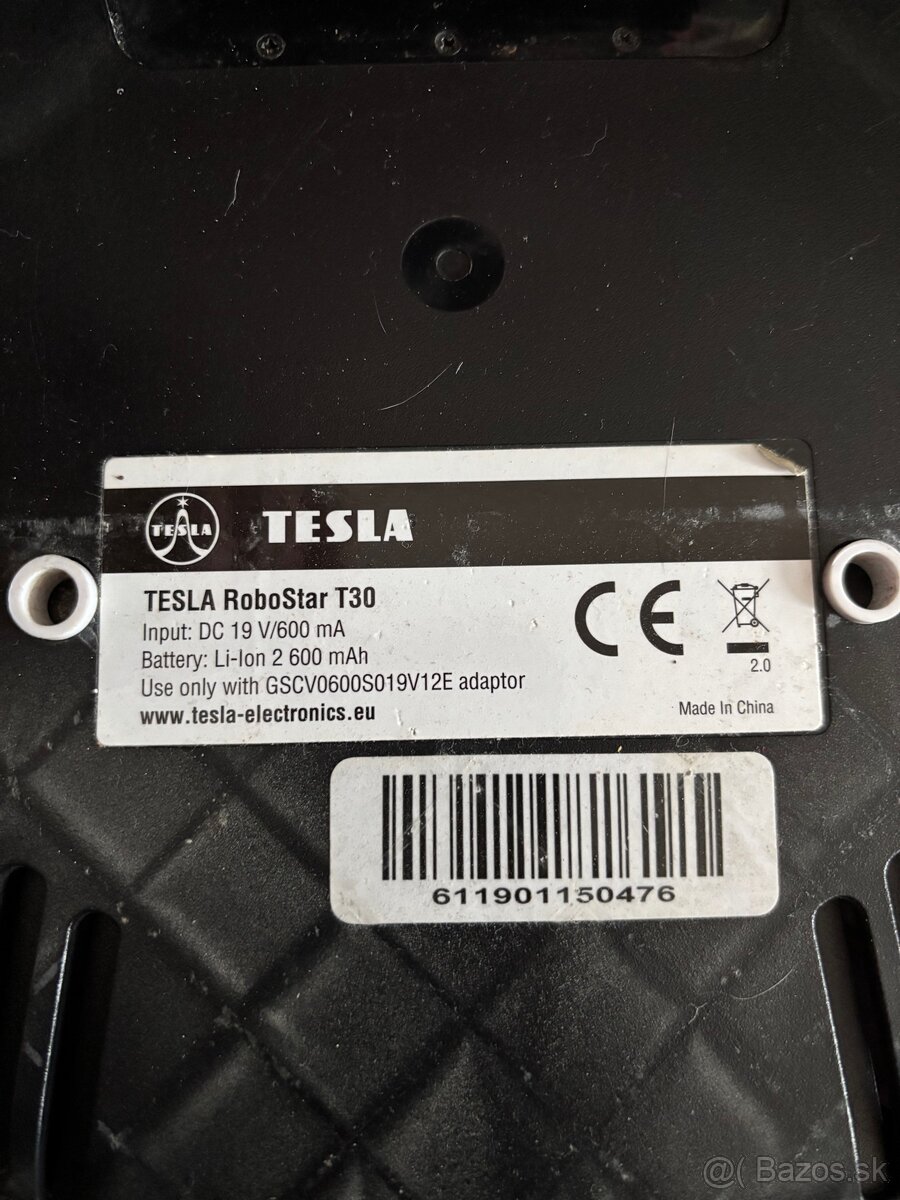 TESLA TESLA
TESLA RoboStar T30
Input: DC 19 V/600 mA
Battery: Li-Ion 2 600 mAh
Use only with GSCV0600S019V12E adaptor
www.tesla-electronics.eu
CE
2.0
Made In China
611901150476
@( Bazos.sk